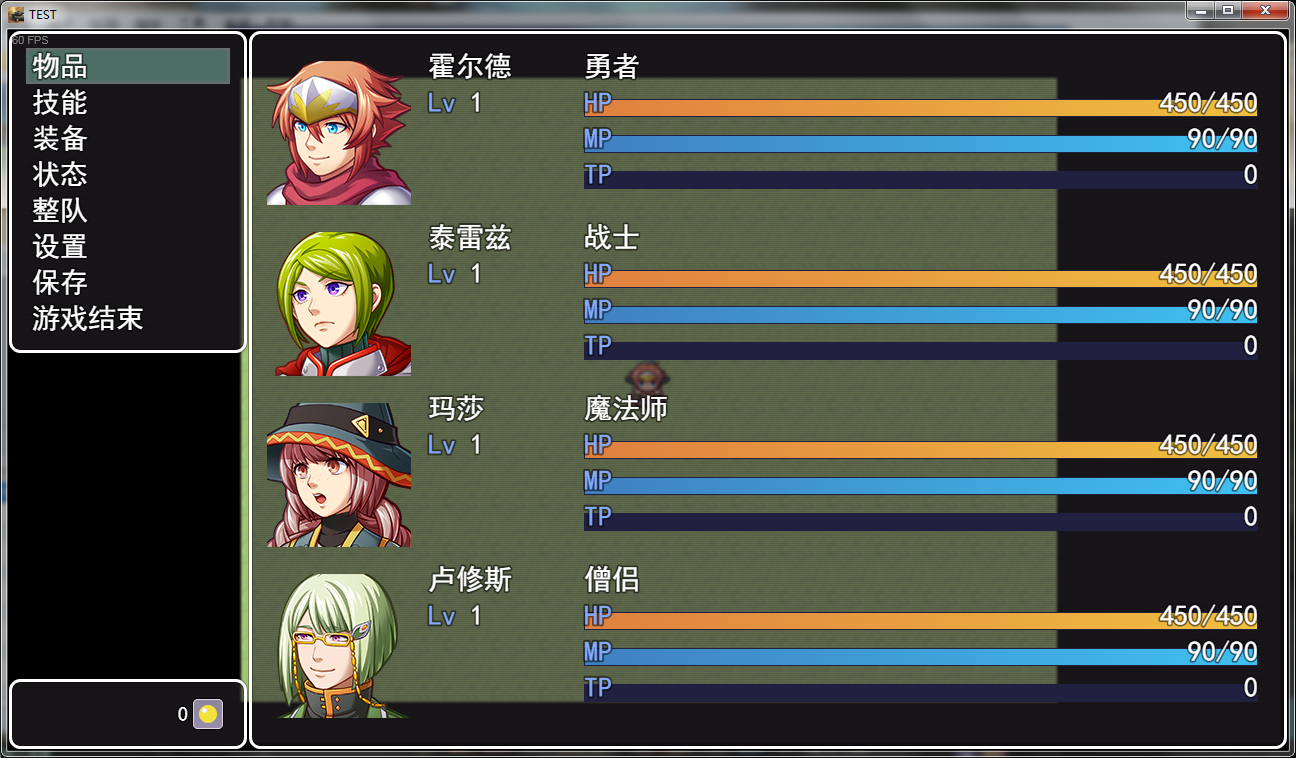 TEST
60 FPS
物品
技能
装备
状态
整队
设置
保存
游戏结束
0
霍尔德 勇者
Lv 1
HP 450/450
MP 90/90
TP 0
泰雷兹 战士
Lv 1
HP 450/450
MP 90/90
TP 0
玛莎 魔法师
Lv 1
HP 450/450
MP 90/90
TP 0
卢修斯 僧侣
Lv 1
HP 450/450
MP 90/90
TP 0